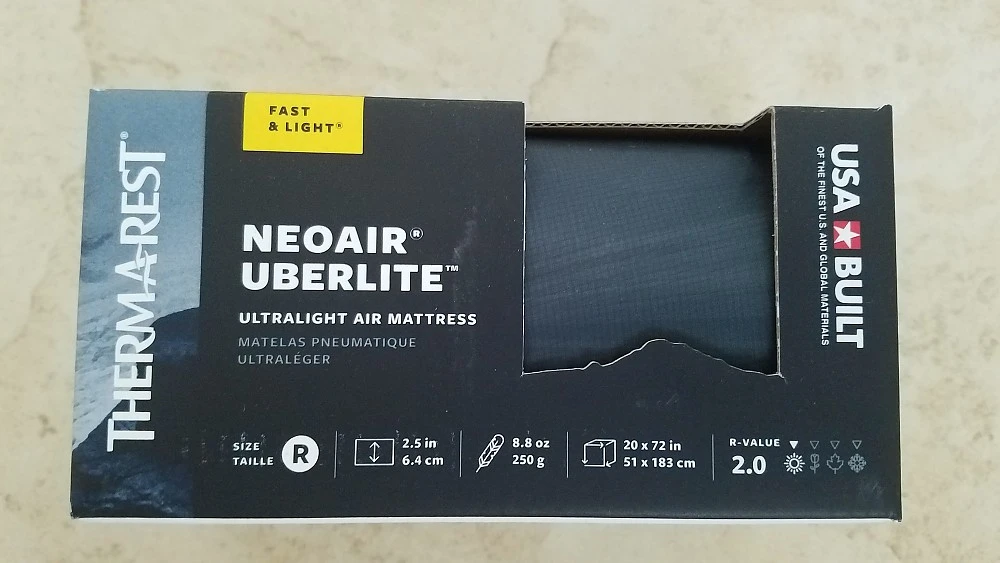 THERMAREST®
FAST
& LIGHT®
NEOAIR®
UBERLITE™
ULTRALIGHT AIR MATTRESS
MATELAS PNEUMATIQUE
ULTRALÉGER
SIZE
TAILLE
R
2.5 in
6.4 cm
8.8 oz
250 g
20 x 72 in
51 x 183 cm
R-VALUE
2.0
USA BUILT
OF THE FINEST U.S. AND GLOBAL MATERIALS